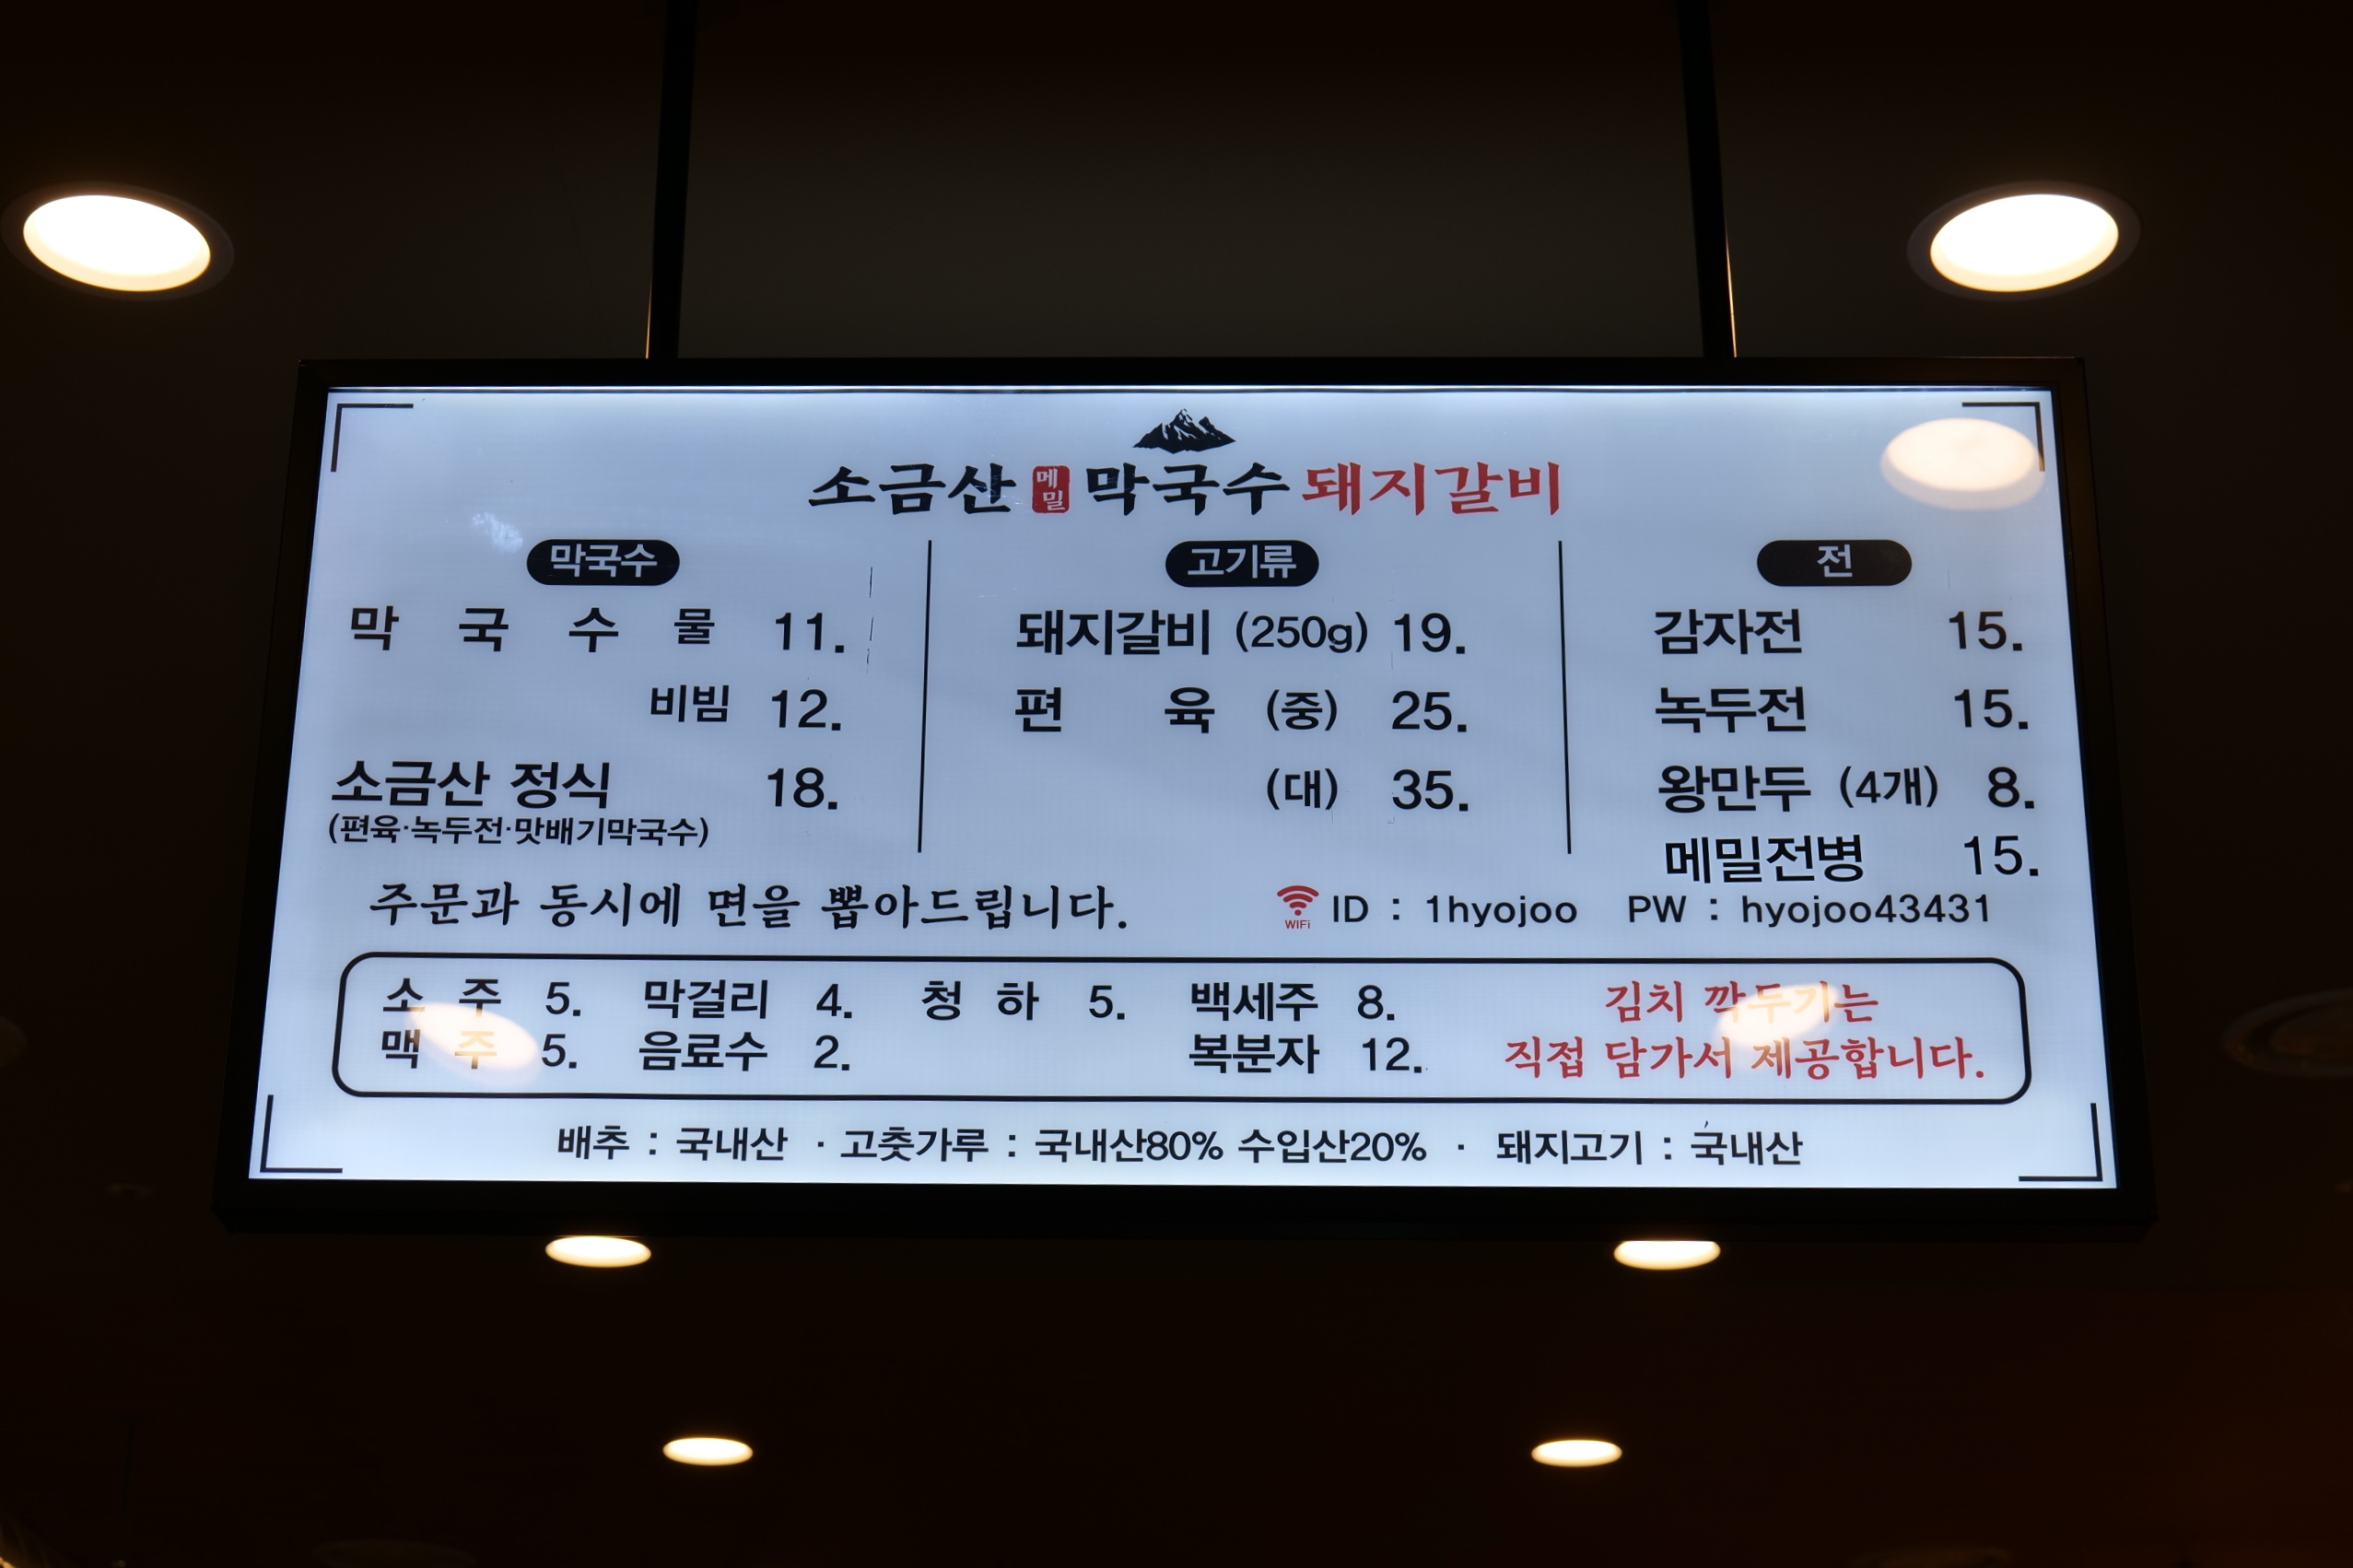 소금산 메밀 막국수 돼지갈비
막국수
막 국 수 물 11.
비빔 12.
소금산 정식 18.
(편육·녹두전·맛배기막국수)
고기류
돼지갈비 (250g) 19.
편 육 (중) 25.
(대) 35.
전
감자전 15.
녹두전 15.
왕만두 (4개) 8.
메밀전병 15.
주문과 동시에 면을 뽑아드립니다.
WIFi ID : 1hyojoo PW : hyojoo43431
소 주 5. 막걸리 4. 청 하 5. 백세주 8.
맥 주 5. 음료수 2. 복분자 12.
김치 깍두기는
직접 담가서 제공합니다.
배추 : 국내산 · 고춧가루 : 국내산80% 수입산20% · 돼지고기 : 국내산